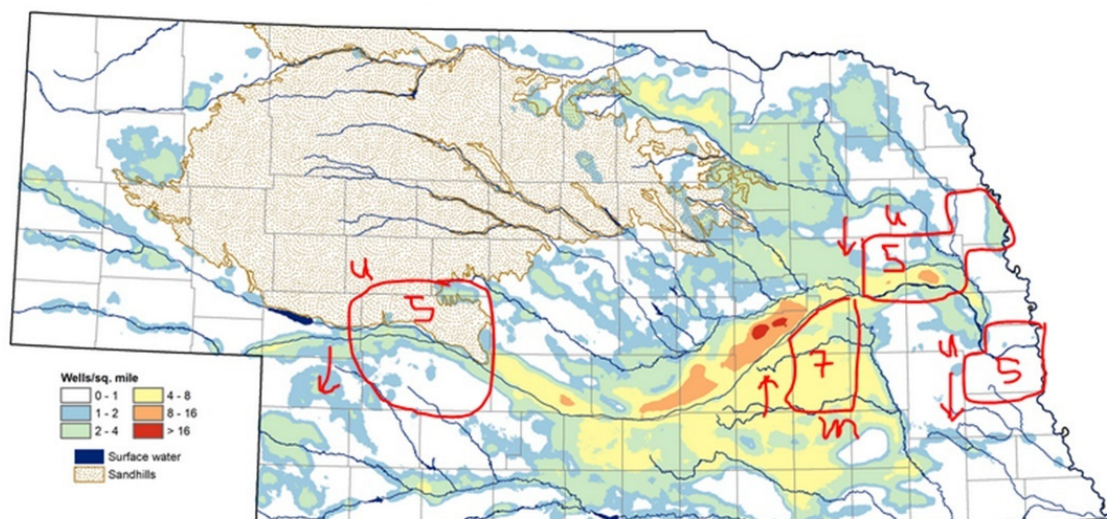 u
5
u
5
7
m
u
5
Wells/sq. mile
0 - 1
4 - 8
1 - 2
8 - 16
2 - 4
> 16
Surface water
Sandhills